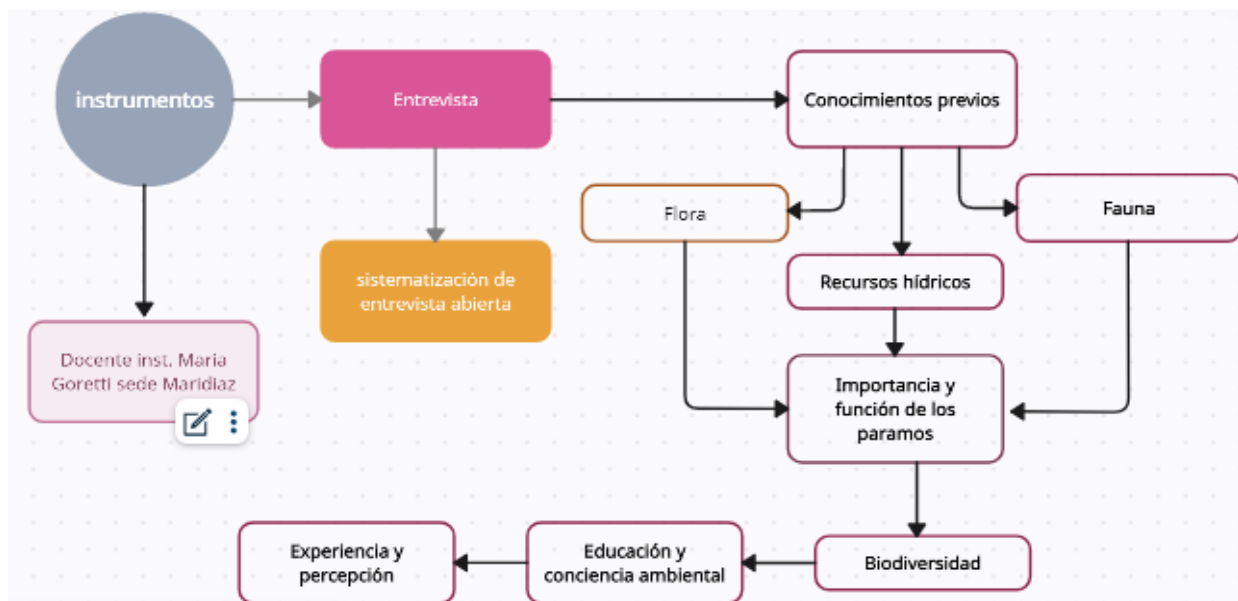 instrumentos
Entrevista
Conocimientos previos
Flora
Fauna
sistematización de
entrevista abierta
Recursos hídricos
Docente inst. Maria
Goretti sede Maridiaz
Importancia y
función de los
paramos
Experiencia y
percepción
Educación y
conciencia ambiental
Biodiversidad